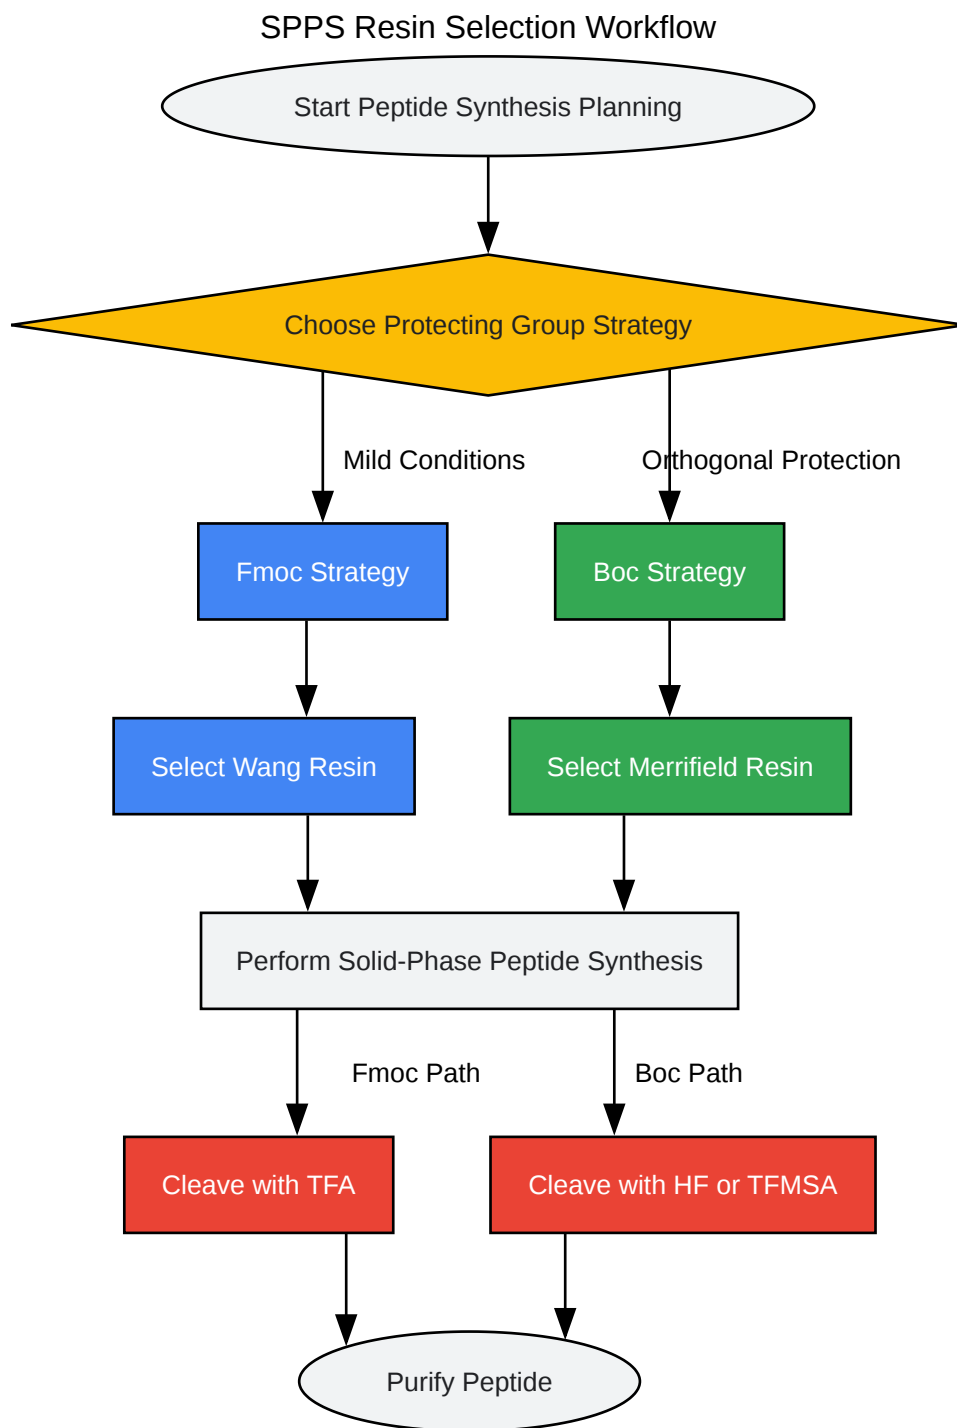 SPPS Resin Selection Workflow
Start Peptide Synthesis Planning
Choose Protecting Group Strategy
Mild Conditions
Orthogonal Protection
Fmoc Strategy
Boc Strategy
Select Wang Resin
Select Merrifield Resin
Perform Solid-Phase Peptide Synthesis
Fmoc Path
Boc Path
Cleave with TFA
Cleave with HF or TFMSA
Purify Peptide